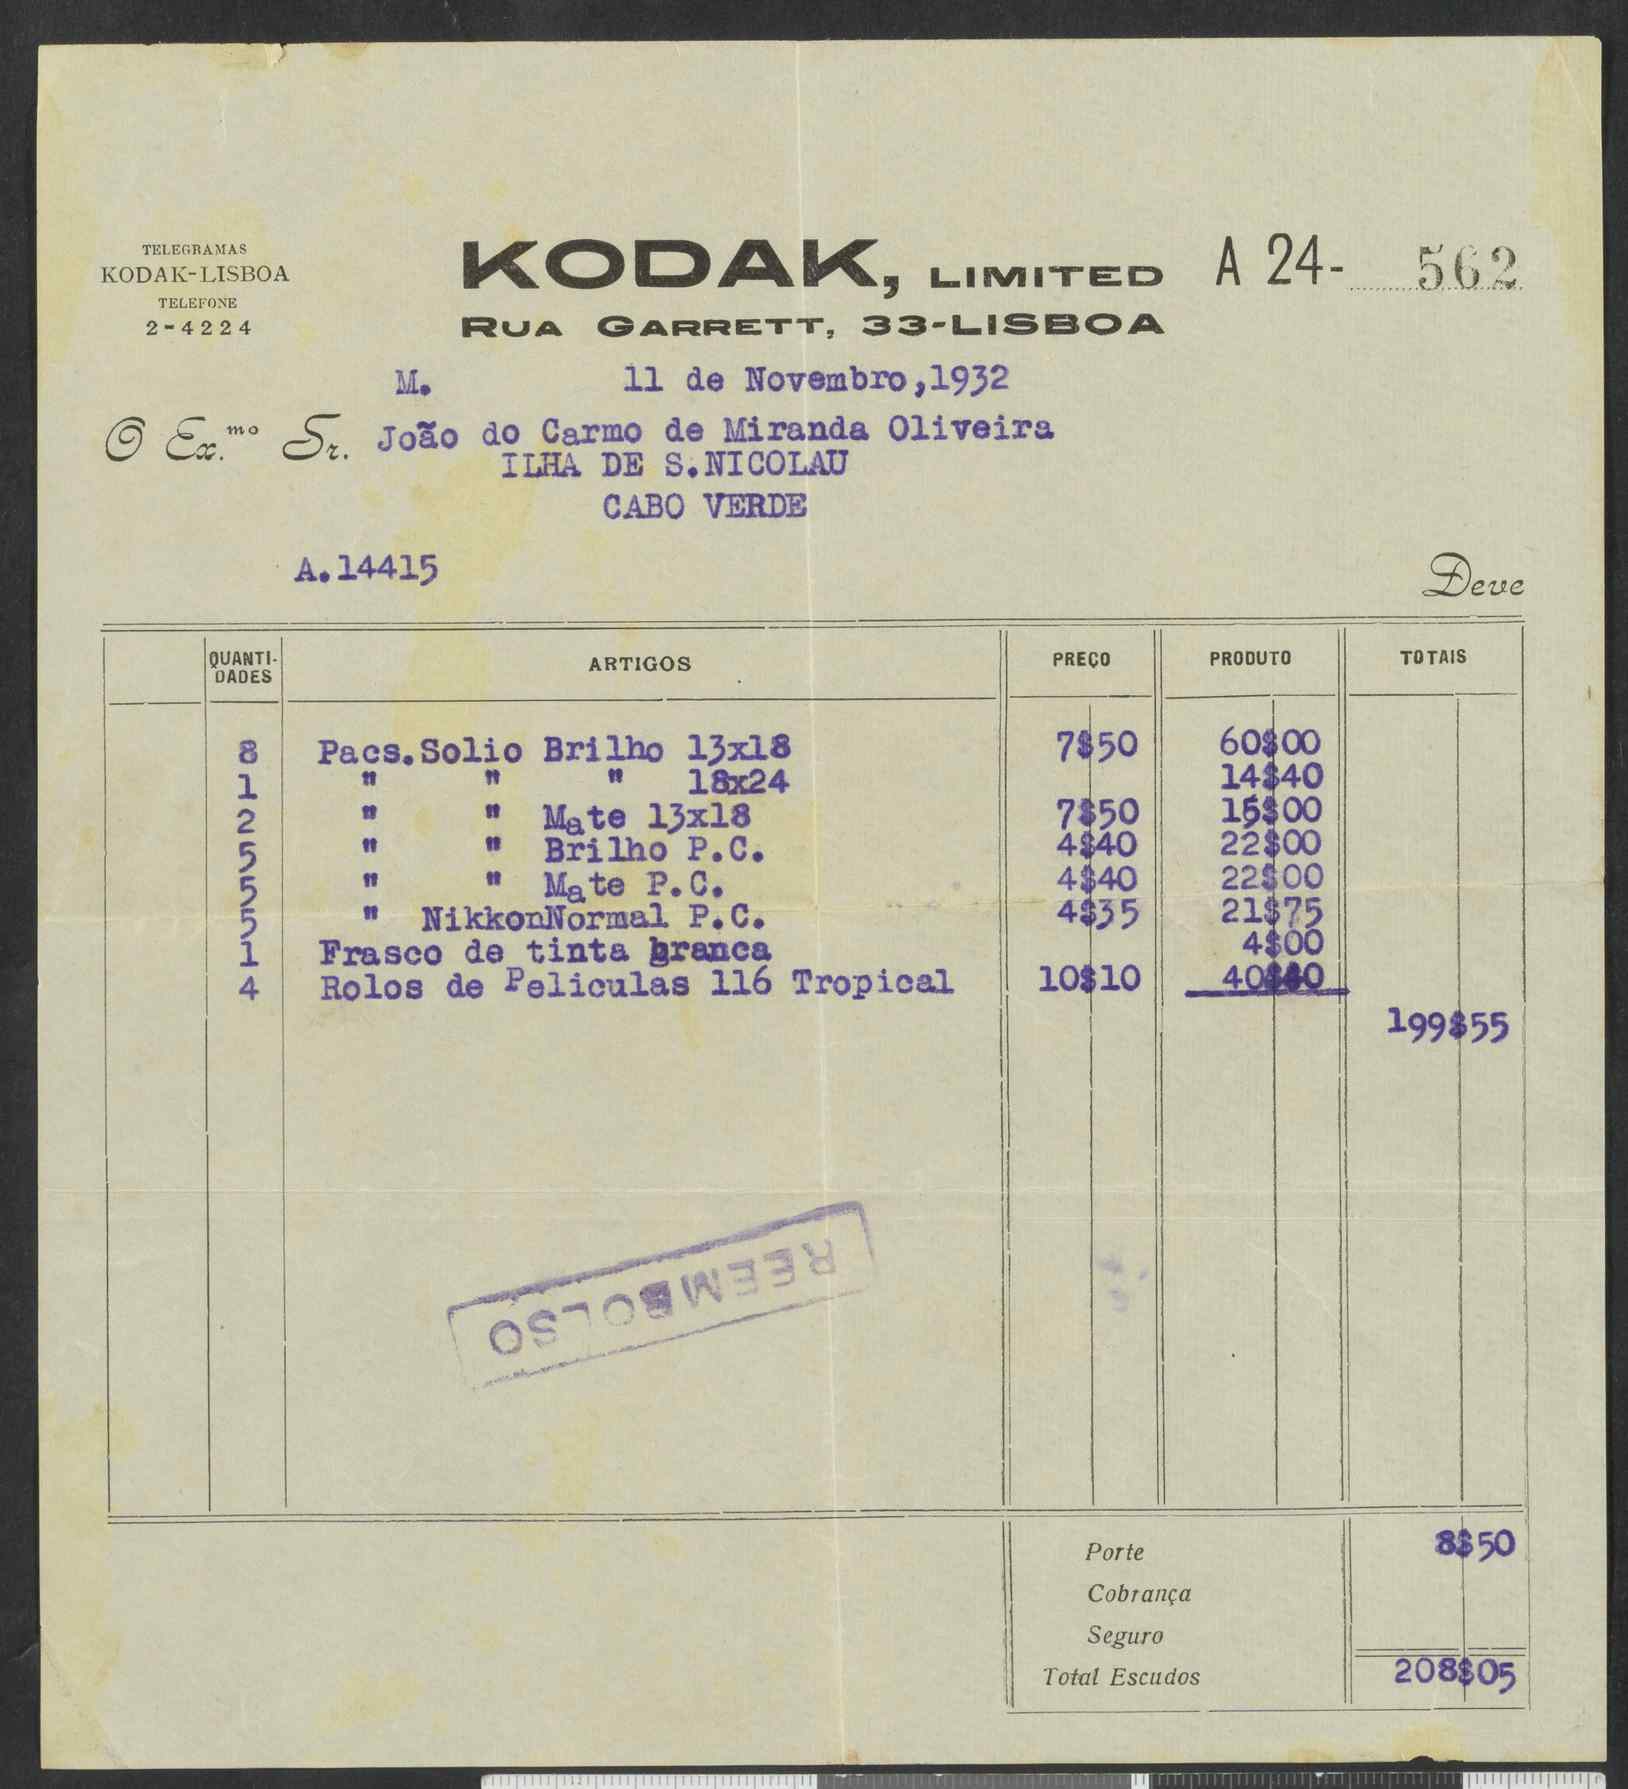 TELEGRAMAS
KODAK-LISBOA
TELEFONE
2-4224
KODAK, LIMITED
RUA GARRETT, 33-LISBOA
A 24- 562
M. 11 de Novembro,1932
O Ex.mo Sr. João do Carmo de Miranda Oliveira
ILHA DE S.NICOLAU
CABO VERDE
A.14415
Deve
QUANTI-DADES ARTIGOS PREÇO PRODUTO TOTAIS
8 Pacs.Solio Brilho 13x18 7$50 60$00
1 " " " 18x24 14$40
2 " " Mate 13x18 7$50 15$00
5 " " Brilho P.C. 4$40 22$00
5 " " Mate P.C. 4$40 22$00
5 " NikkonNormal P.C. 4$35 21$75
1 Frasco de tinta branca 4$00
4 Rolos de Peliculas 116 Tropical 10$10 40$40
199$55
REEMBOLSO
Porte 8$50
Cobrança
Seguro
Total Escudos 208$05